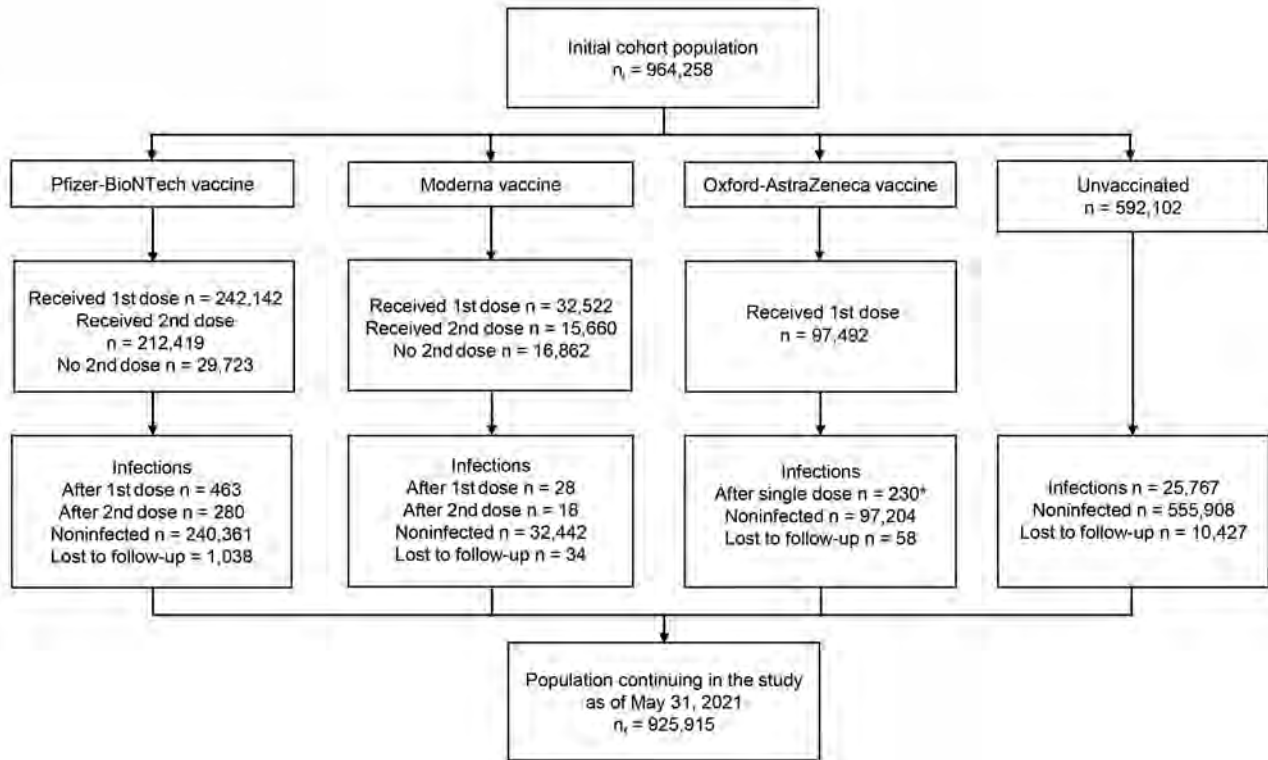 Initial cohort population
nᵢ = 964,258
Pfizer-BioNTech vaccine
Moderna vaccine
Oxford-AstraZeneca vaccine
Unvaccinated
n = 592,102
Received 1st dose n = 242,142
Received 2nd dose
n = 212,419
No 2nd dose n = 29,723
Received 1st dose n = 32,522
Received 2nd dose n = 15,660
No 2nd dose n = 16,862
Received 1st dose
n = 97,492
Infections
After 1st dose n = 463
After 2nd dose n = 280
Noninfected n = 240,361
Lost to follow-up = 1,038
Infections
After 1st dose n = 28
After 2nd dose n = 18
Noninfected n = 32,442
Lost to follow-up n = 34
Infections
After single dose n = 230*
Noninfected n = 97,204
Lost to follow-up n = 58
Infections n = 25,767
Noninfected n = 555,908
Lost to follow-up n = 10,427
Population continuing in the study
as of May 31, 2021
n_f = 925,915